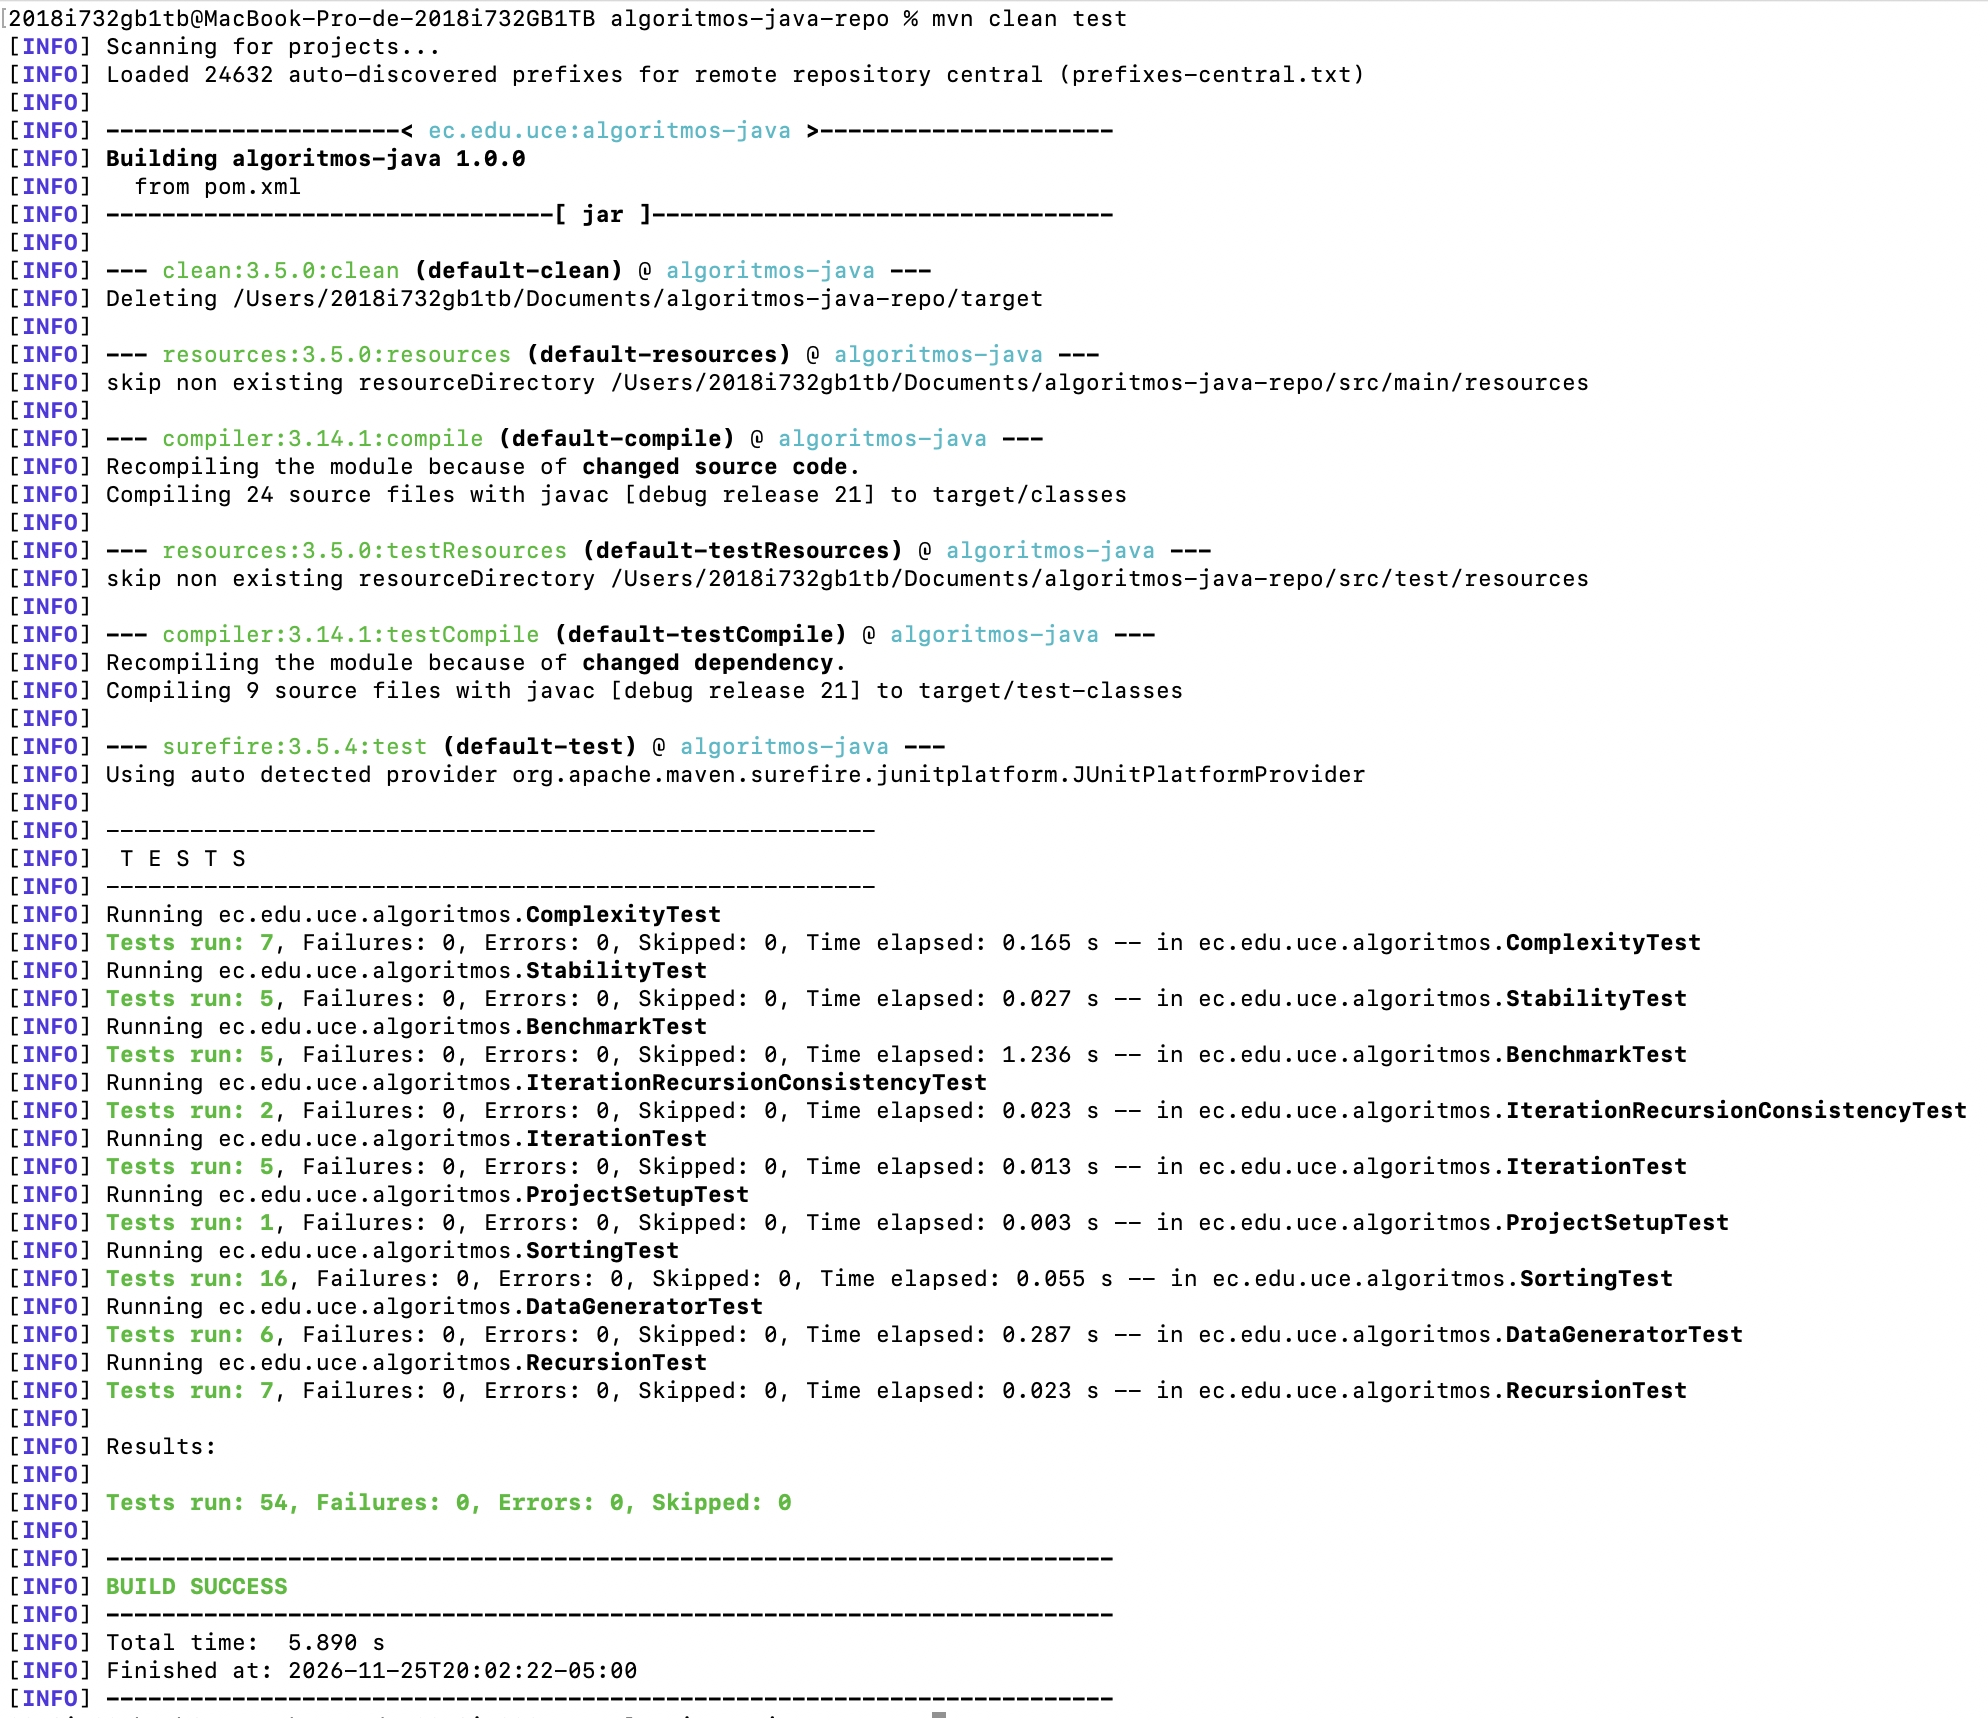 [2018i732gb1tb@MacBook-Pro-de-2018i732GB1TB algoritmos-java-repo % mvn clean test
[INFO] Scanning for projects...
[INFO] Loaded 24632 auto-discovered prefixes for remote repository central (prefixes-central.txt)
[INFO]
[INFO] ---------------------< ec.edu.uce:algoritmos-java >---------------------
[INFO] Building algoritmos-java 1.0.0
[INFO]   from pom.xml
[INFO] --------------------------------[ jar ]---------------------------------
[INFO]
[INFO] --- clean:3.5.0:clean (default-clean) @ algoritmos-java ---
[INFO] Deleting /Users/2018i732gb1tb/Documents/algoritmos-java-repo/target
[INFO]
[INFO] --- resources:3.5.0:resources (default-resources) @ algoritmos-java ---
[INFO] skip non existing resourceDirectory /Users/2018i732gb1tb/Documents/algoritmos-java-repo/src/main/resources
[INFO]
[INFO] --- compiler:3.14.1:compile (default-compile) @ algoritmos-java ---
[INFO] Recompiling the module because of changed source code.
[INFO] Compiling 24 source files with javac [debug release 21] to target/classes
[INFO]
[INFO] --- resources:3.5.0:testResources (default-testResources) @ algoritmos-java ---
[INFO] skip non existing resourceDirectory /Users/2018i732gb1tb/Documents/algoritmos-java-repo/src/test/resources
[INFO]
[INFO] --- compiler:3.14.1:testCompile (default-testCompile) @ algoritmos-java ---
[INFO] Recompiling the module because of changed dependency.
[INFO] Compiling 9 source files with javac [debug release 21] to target/test-classes
[INFO]
[INFO] --- surefire:3.5.4:test (default-test) @ algoritmos-java ---
[INFO] Using auto detected provider org.apache.maven.surefire.junitplatform.JUnitPlatformProvider
[INFO]
[INFO] -------------------------------------------------------
[INFO]  T E S T S
[INFO] -------------------------------------------------------
[INFO] Running ec.edu.uce.algoritmos.ComplexityTest
[INFO] Tests run: 7, Failures: 0, Errors: 0, Skipped: 0, Time elapsed: 0.165 s -- in ec.edu.uce.algoritmos.ComplexityTest
[INFO] Running ec.edu.uce.algoritmos.StabilityTest
[INFO] Tests run: 5, Failures: 0, Errors: 0, Skipped: 0, Time elapsed: 0.027 s -- in ec.edu.uce.algoritmos.StabilityTest
[INFO] Running ec.edu.uce.algoritmos.BenchmarkTest
[INFO] Tests run: 5, Failures: 0, Errors: 0, Skipped: 0, Time elapsed: 1.236 s -- in ec.edu.uce.algoritmos.BenchmarkTest
[INFO] Running ec.edu.uce.algoritmos.IterationRecursionConsistencyTest
[INFO] Tests run: 2, Failures: 0, Errors: 0, Skipped: 0, Time elapsed: 0.023 s -- in ec.edu.uce.algoritmos.IterationRecursionConsistencyTest
[INFO] Running ec.edu.uce.algoritmos.IterationTest
[INFO] Tests run: 5, Failures: 0, Errors: 0, Skipped: 0, Time elapsed: 0.013 s -- in ec.edu.uce.algoritmos.IterationTest
[INFO] Running ec.edu.uce.algoritmos.ProjectSetupTest
[INFO] Tests run: 1, Failures: 0, Errors: 0, Skipped: 0, Time elapsed: 0.003 s -- in ec.edu.uce.algoritmos.ProjectSetupTest
[INFO] Running ec.edu.uce.algoritmos.SortingTest
[INFO] Tests run: 16, Failures: 0, Errors: 0, Skipped: 0, Time elapsed: 0.055 s -- in ec.edu.uce.algoritmos.SortingTest
[INFO] Running ec.edu.uce.algoritmos.DataGeneratorTest
[INFO] Tests run: 6, Failures: 0, Errors: 0, Skipped: 0, Time elapsed: 0.287 s -- in ec.edu.uce.algoritmos.DataGeneratorTest
[INFO] Running ec.edu.uce.algoritmos.RecursionTest
[INFO] Tests run: 7, Failures: 0, Errors: 0, Skipped: 0, Time elapsed: 0.023 s -- in ec.edu.uce.algoritmos.RecursionTest
[INFO]
[INFO] Results:
[INFO]
[INFO] Tests run: 54, Failures: 0, Errors: 0, Skipped: 0
[INFO]
[INFO] ------------------------------------------------------------------------
[INFO] BUILD SUCCESS
[INFO] ------------------------------------------------------------------------
[INFO] Total time:  5.890 s
[INFO] Finished at: 2026-11-25T20:02:22-05:00
[INFO] ------------------------------------------------------------------------